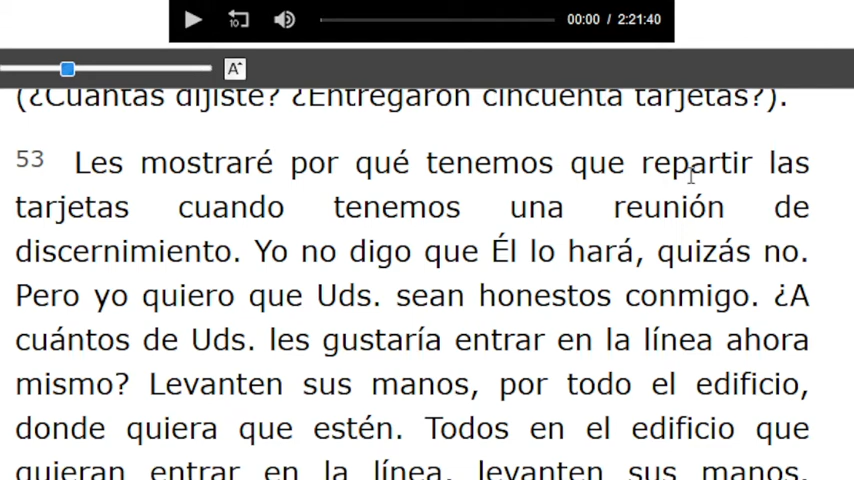 10
00:00 / 2:21:40
A
(¿Cuántas dijiste? ¿Entregaron cincuenta tarjetas?).
53 Les mostraré por qué tenemos que repartir las
tarjetas cuando tenemos una reunión de
discernimiento. Yo no digo que Él lo hará, quizás no.
Pero yo quiero que Uds. sean honestos conmigo. ¿A
cuántos de Uds. les gustaría entrar en la línea ahora
mismo? Levanten sus manos, por todo el edificio,
donde quiera que estén. Todos en el edificio que
quieran entrar en la línea, levanten sus manos,